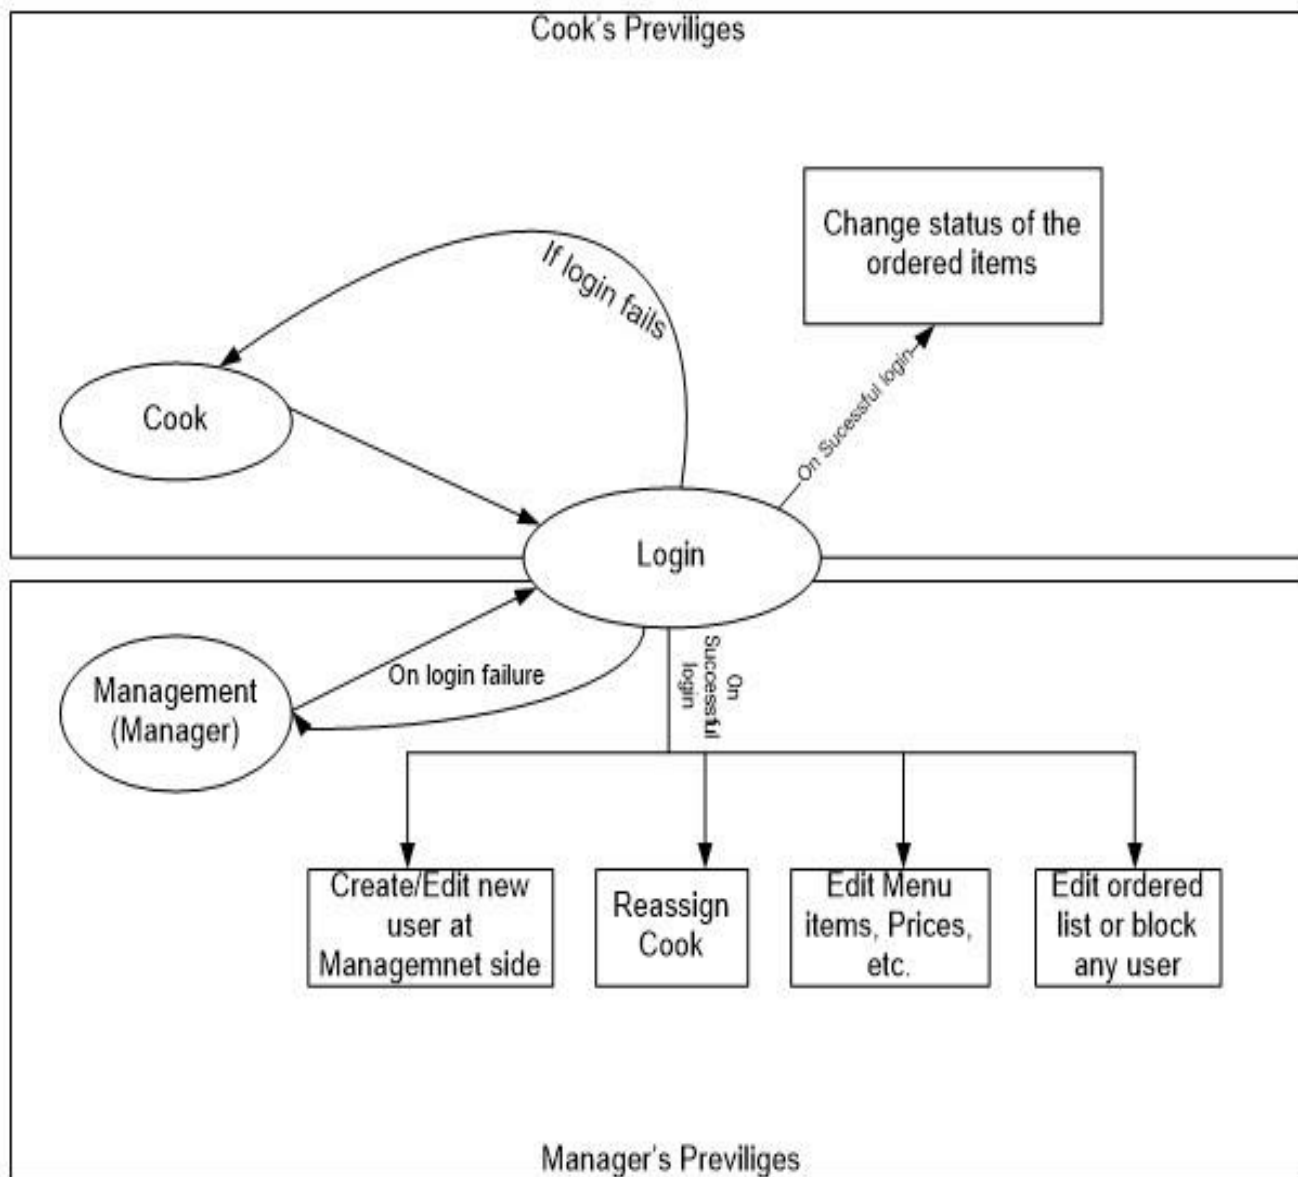 Cook's Previliges
Change status of the
ordered items
If login fails
On Sucessful login
Cook
Login
On login failure
On
Successful
login
Management
(Manager)
Create/Edit new
user at
Managemnet side
Reassign
Cook
Edit Menu
items, Prices,
etc.
Edit ordered
list or block
any user
Manager's Previliges